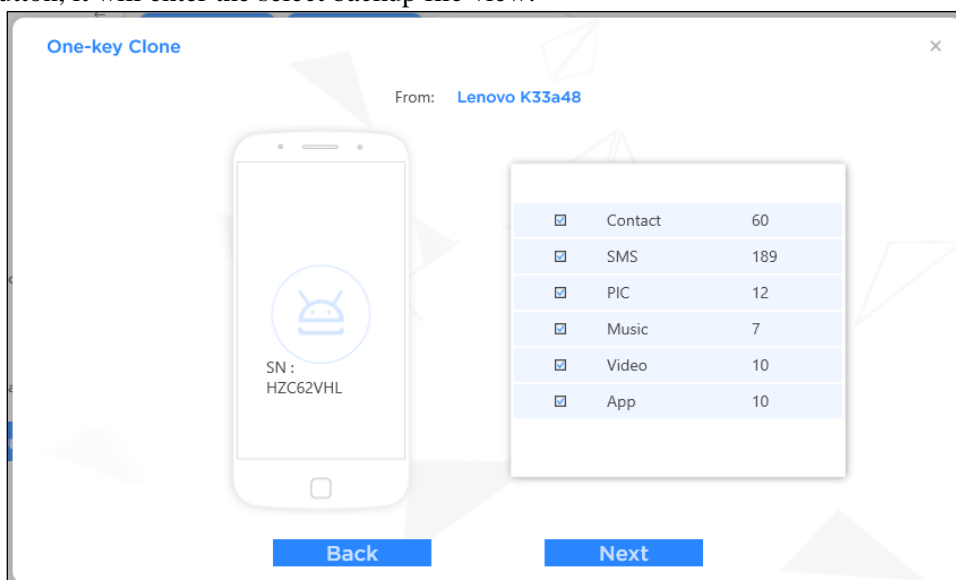 One-key Clone
From: Lenovo K33a48
Contact 60
SMS 189
PIC 12
Music 7
Video 10
App 10
SN :
HZC62VHL
Back Next